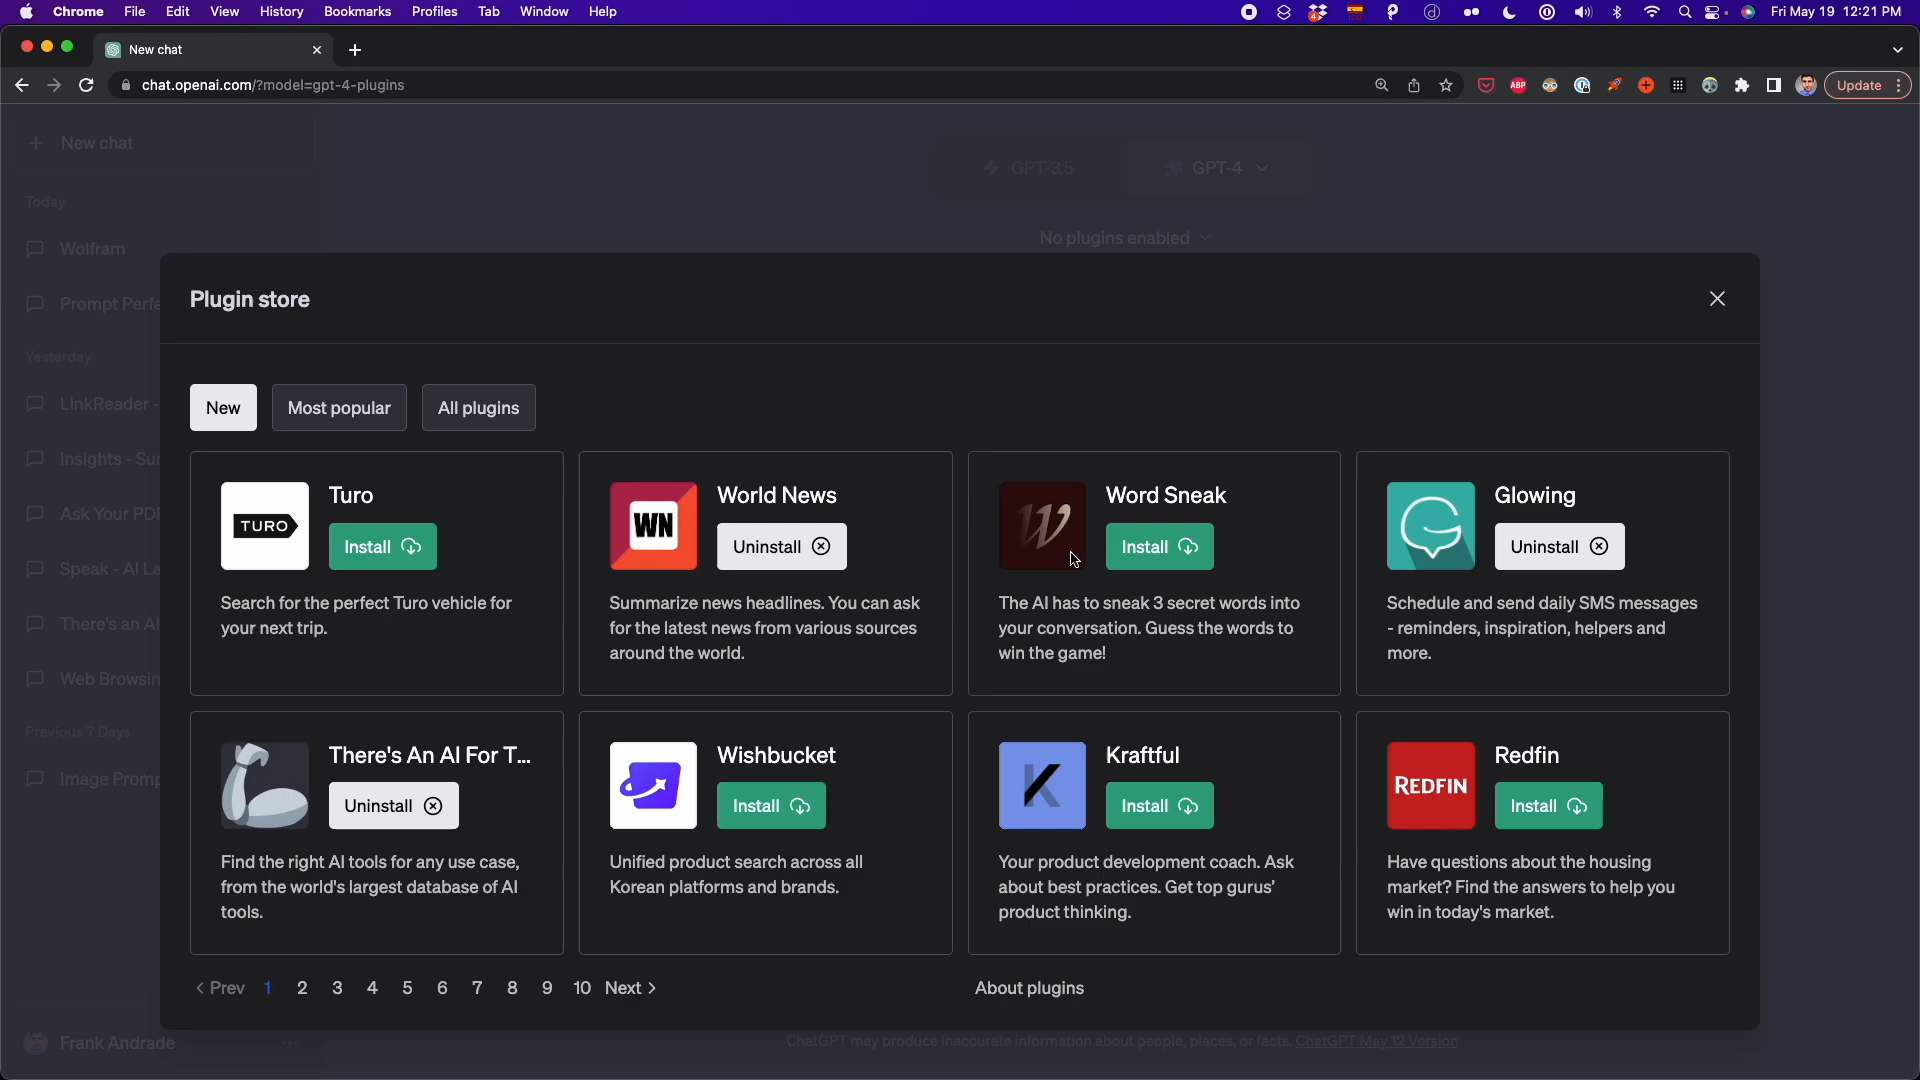 Chrome File Edit View History Bookmarks Profiles Tab Window Help Fri May 19 12:21 PM
New chat
chat.openai.com/?model=gpt-4-plugins
ABP
Update
New chat
GPT-3.5 GPT-4
Today
No plugins enabled
Wolfram
Plugin store
Prompt Perfe
Yesterday
New Most popular All plugins
LinkReader -
Insights - Sur
Ask Your PDF
Speak - AI La
There's an AI
Web Browsin
Previous 7 Days
Image Promp
Turo
TURO
Install
Search for the perfect Turo vehicle for
your next trip.
World News
WN
Uninstall
Summarize news headlines. You can ask
for the latest news from various sources
around the world.
Word Sneak
W
Install
The AI has to sneak 3 secret words into
your conversation. Guess the words to
win the game!
Glowing
Uninstall
Schedule and send daily SMS messages
- reminders, inspiration, helpers and
more.
There's An AI For T...
Uninstall
Find the right AI tools for any use case,
from the world's largest database of AI
tools.
Wishbucket
Install
Unified product search across all
Korean platforms and brands.
Kraftful
K
Install
Your product development coach. Ask
about best practices. Get top gurus'
product thinking.
Redfin
REDFIN
Install
Have questions about the housing
market? Find the answers to help you
win in today's market.
Prev 1 2 3 4 5 6 7 8 9 10 Next
About plugins
Frank Andrade
ChatGPT may produce inaccurate information about people, places, or facts. ChatGPT May 12 Version